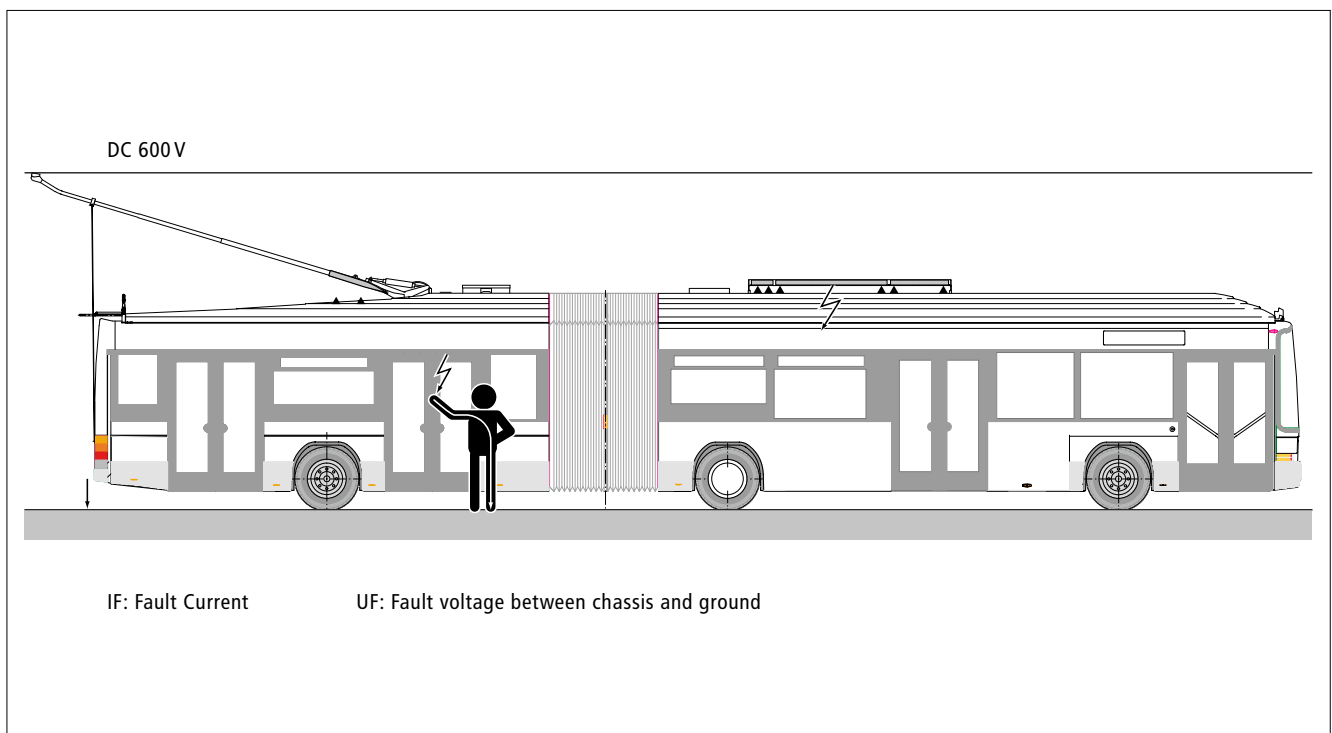 DC 600 V
IF: Fault Current
UF: Fault voltage between chassis and ground